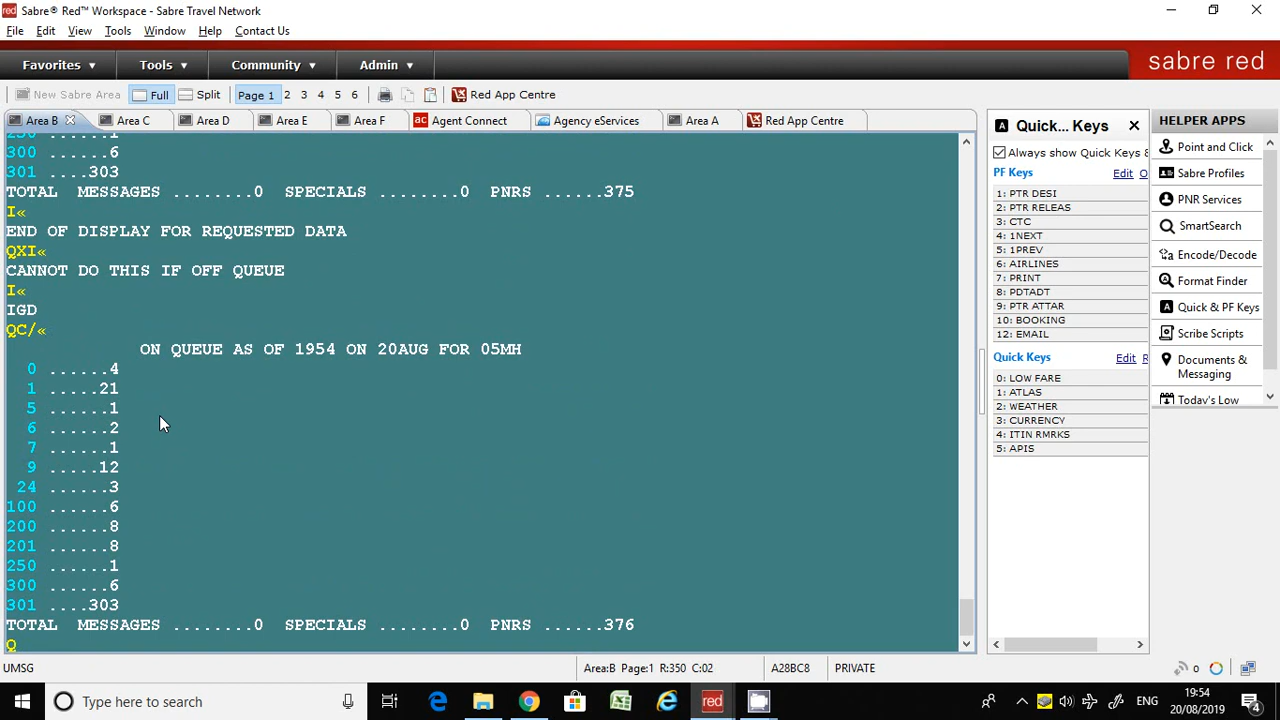 Sabre® Red™ Workspace - Sabre Travel Network
File Edit View Tools Window Help Contact Us
Favorites Tools Community Admin sabre red
New Sabre Area Full Split Page 1 2 3 4 5 6 Red App Centre
Area B Area C Area D Area E Area F Agent Connect Agency eServices Area A Red App Centre
300 ......6
301 ....303
TOTAL MESSAGES ........0 SPECIALS ........0 PNRS ......375
I«
END OF DISPLAY FOR REQUESTED DATA
QXI«
CANNOT DO THIS IF OFF QUEUE
I«
IGD
QC/«
ON QUEUE AS OF 1954 ON 20AUG FOR 05MH
0 ......4
1 .....21
5 ......1
6 ......2
7 ......1
9 .....12
24 ......3
100 ......6
200 ......8
201 ......8
250 ......1
300 ......6
301 ....303
TOTAL MESSAGES ........0 SPECIALS ........0 PNRS ......376
Q
Quick... Keys
Always show Quick Keys &
PF Keys Edit
1: PTR DESI
2: PTR RELEAS
3: CTC
4: 1NEXT
5: 1PREV
6: AIRLINES
7: PRINT
8: PDTADT
9: PTR ATTAR
10: BOOKING
12: EMAIL
Quick Keys Edit
0: LOW FARE
1: ATLAS
2: WEATHER
3: CURRENCY
4: ITIN RMRKS
5: APIS
HELPER APPS
Point and Click
Sabre Profiles
PNR Services
SmartSearch
Encode/Decode
Format Finder
Quick & PF Keys
Scribe Scripts
Documents &
Messaging
Today's Low
UMSG Area:B Page:1 R:350 C:02 A28BC8 PRIVATE 0
Type here to search ENG 19:54
20/08/2019 4